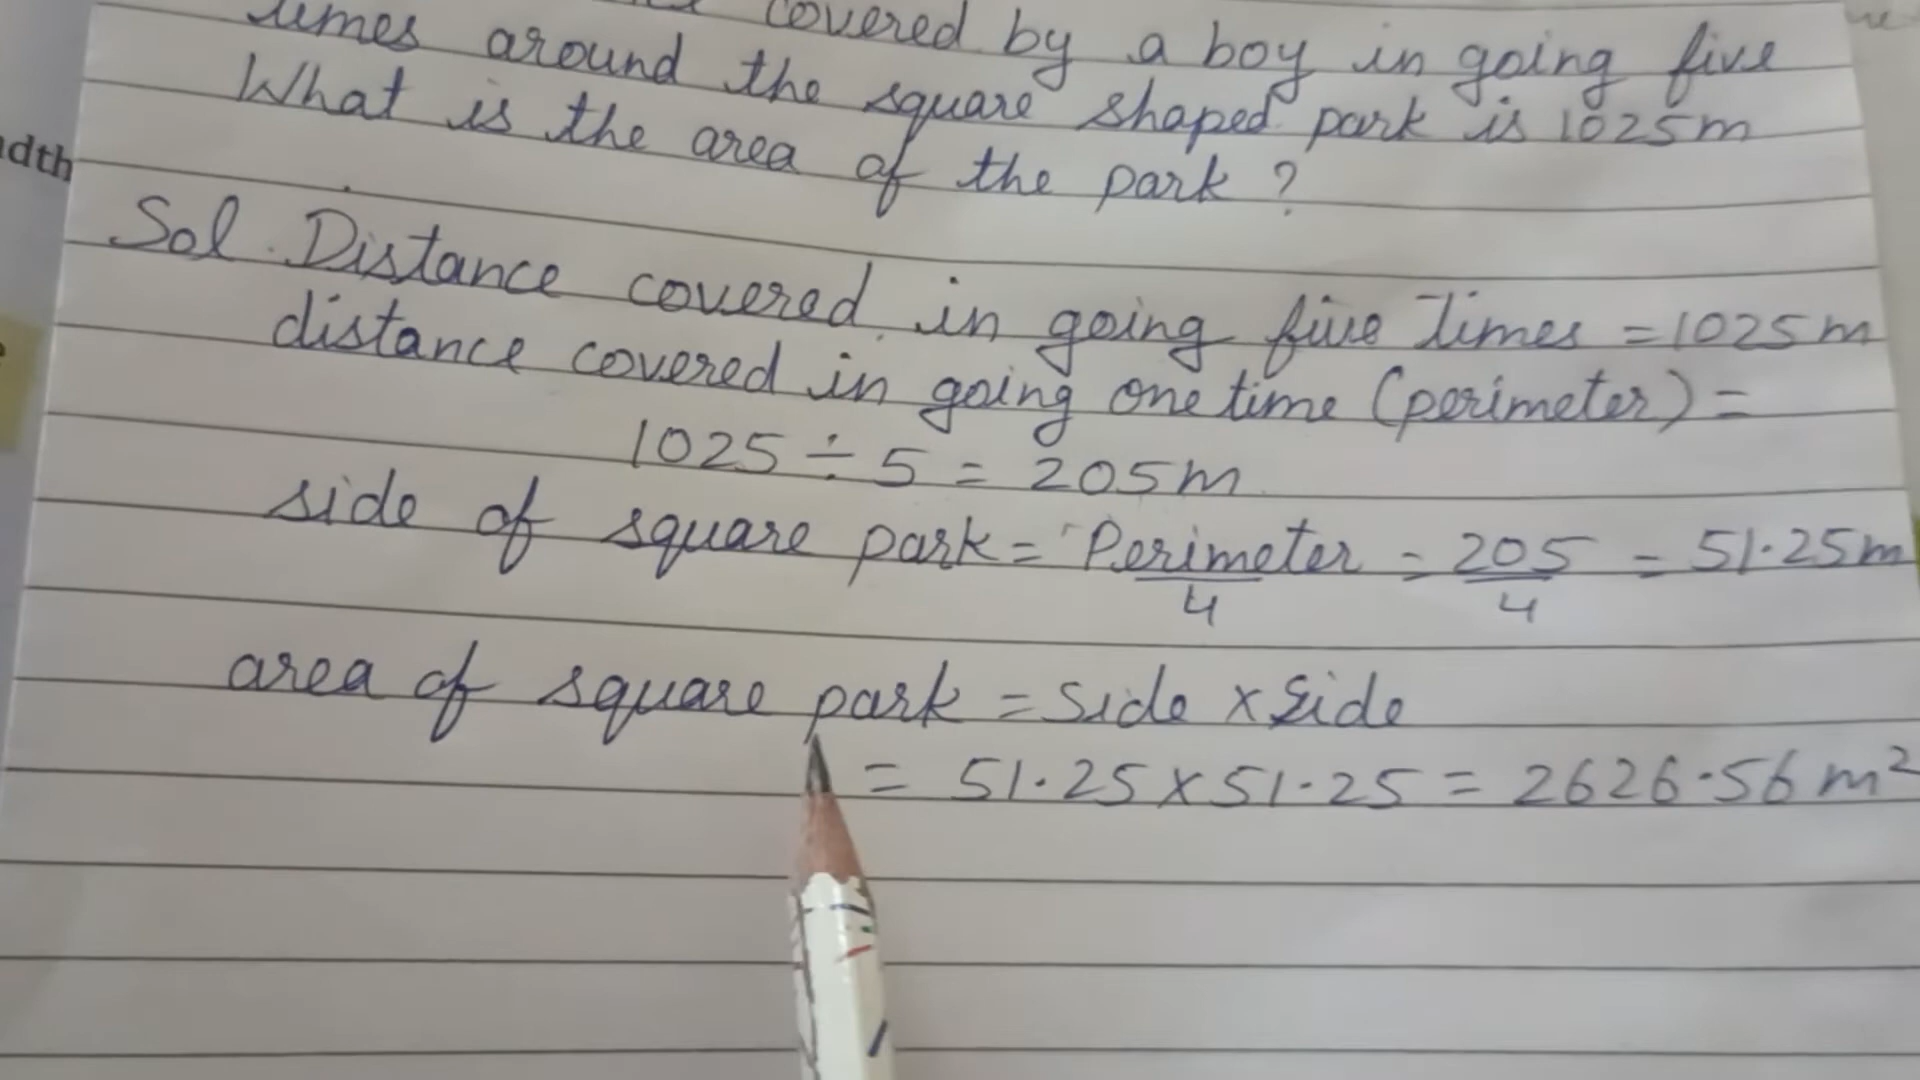 covered by a boy in going five
times around the square shaped park is 1025m
What is the area of the park ?
Sol. Distance covered in going five times = 1025m
distance covered in going one time (perimeter) =
1025 ÷ 5 = 205m
side of square park = Perimeter/4 = 205/4 = 51.25m
area of square park = Side x Side
= 51.25 x 51.25 = 2626.56 m²
dth